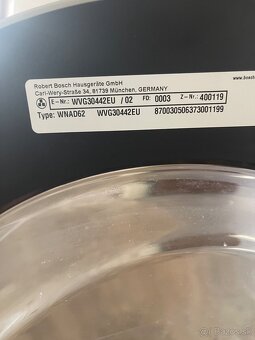 Robert Bosch Hausgeräte GmbH
Carl-Wery-Straße 34, 81739 München, GERMANY
E-Nr.: WVG30442EU /02 FD: 0003 Z-Nr.: 400119
Type: WNAD62 WVG30442EU 870030506373001199